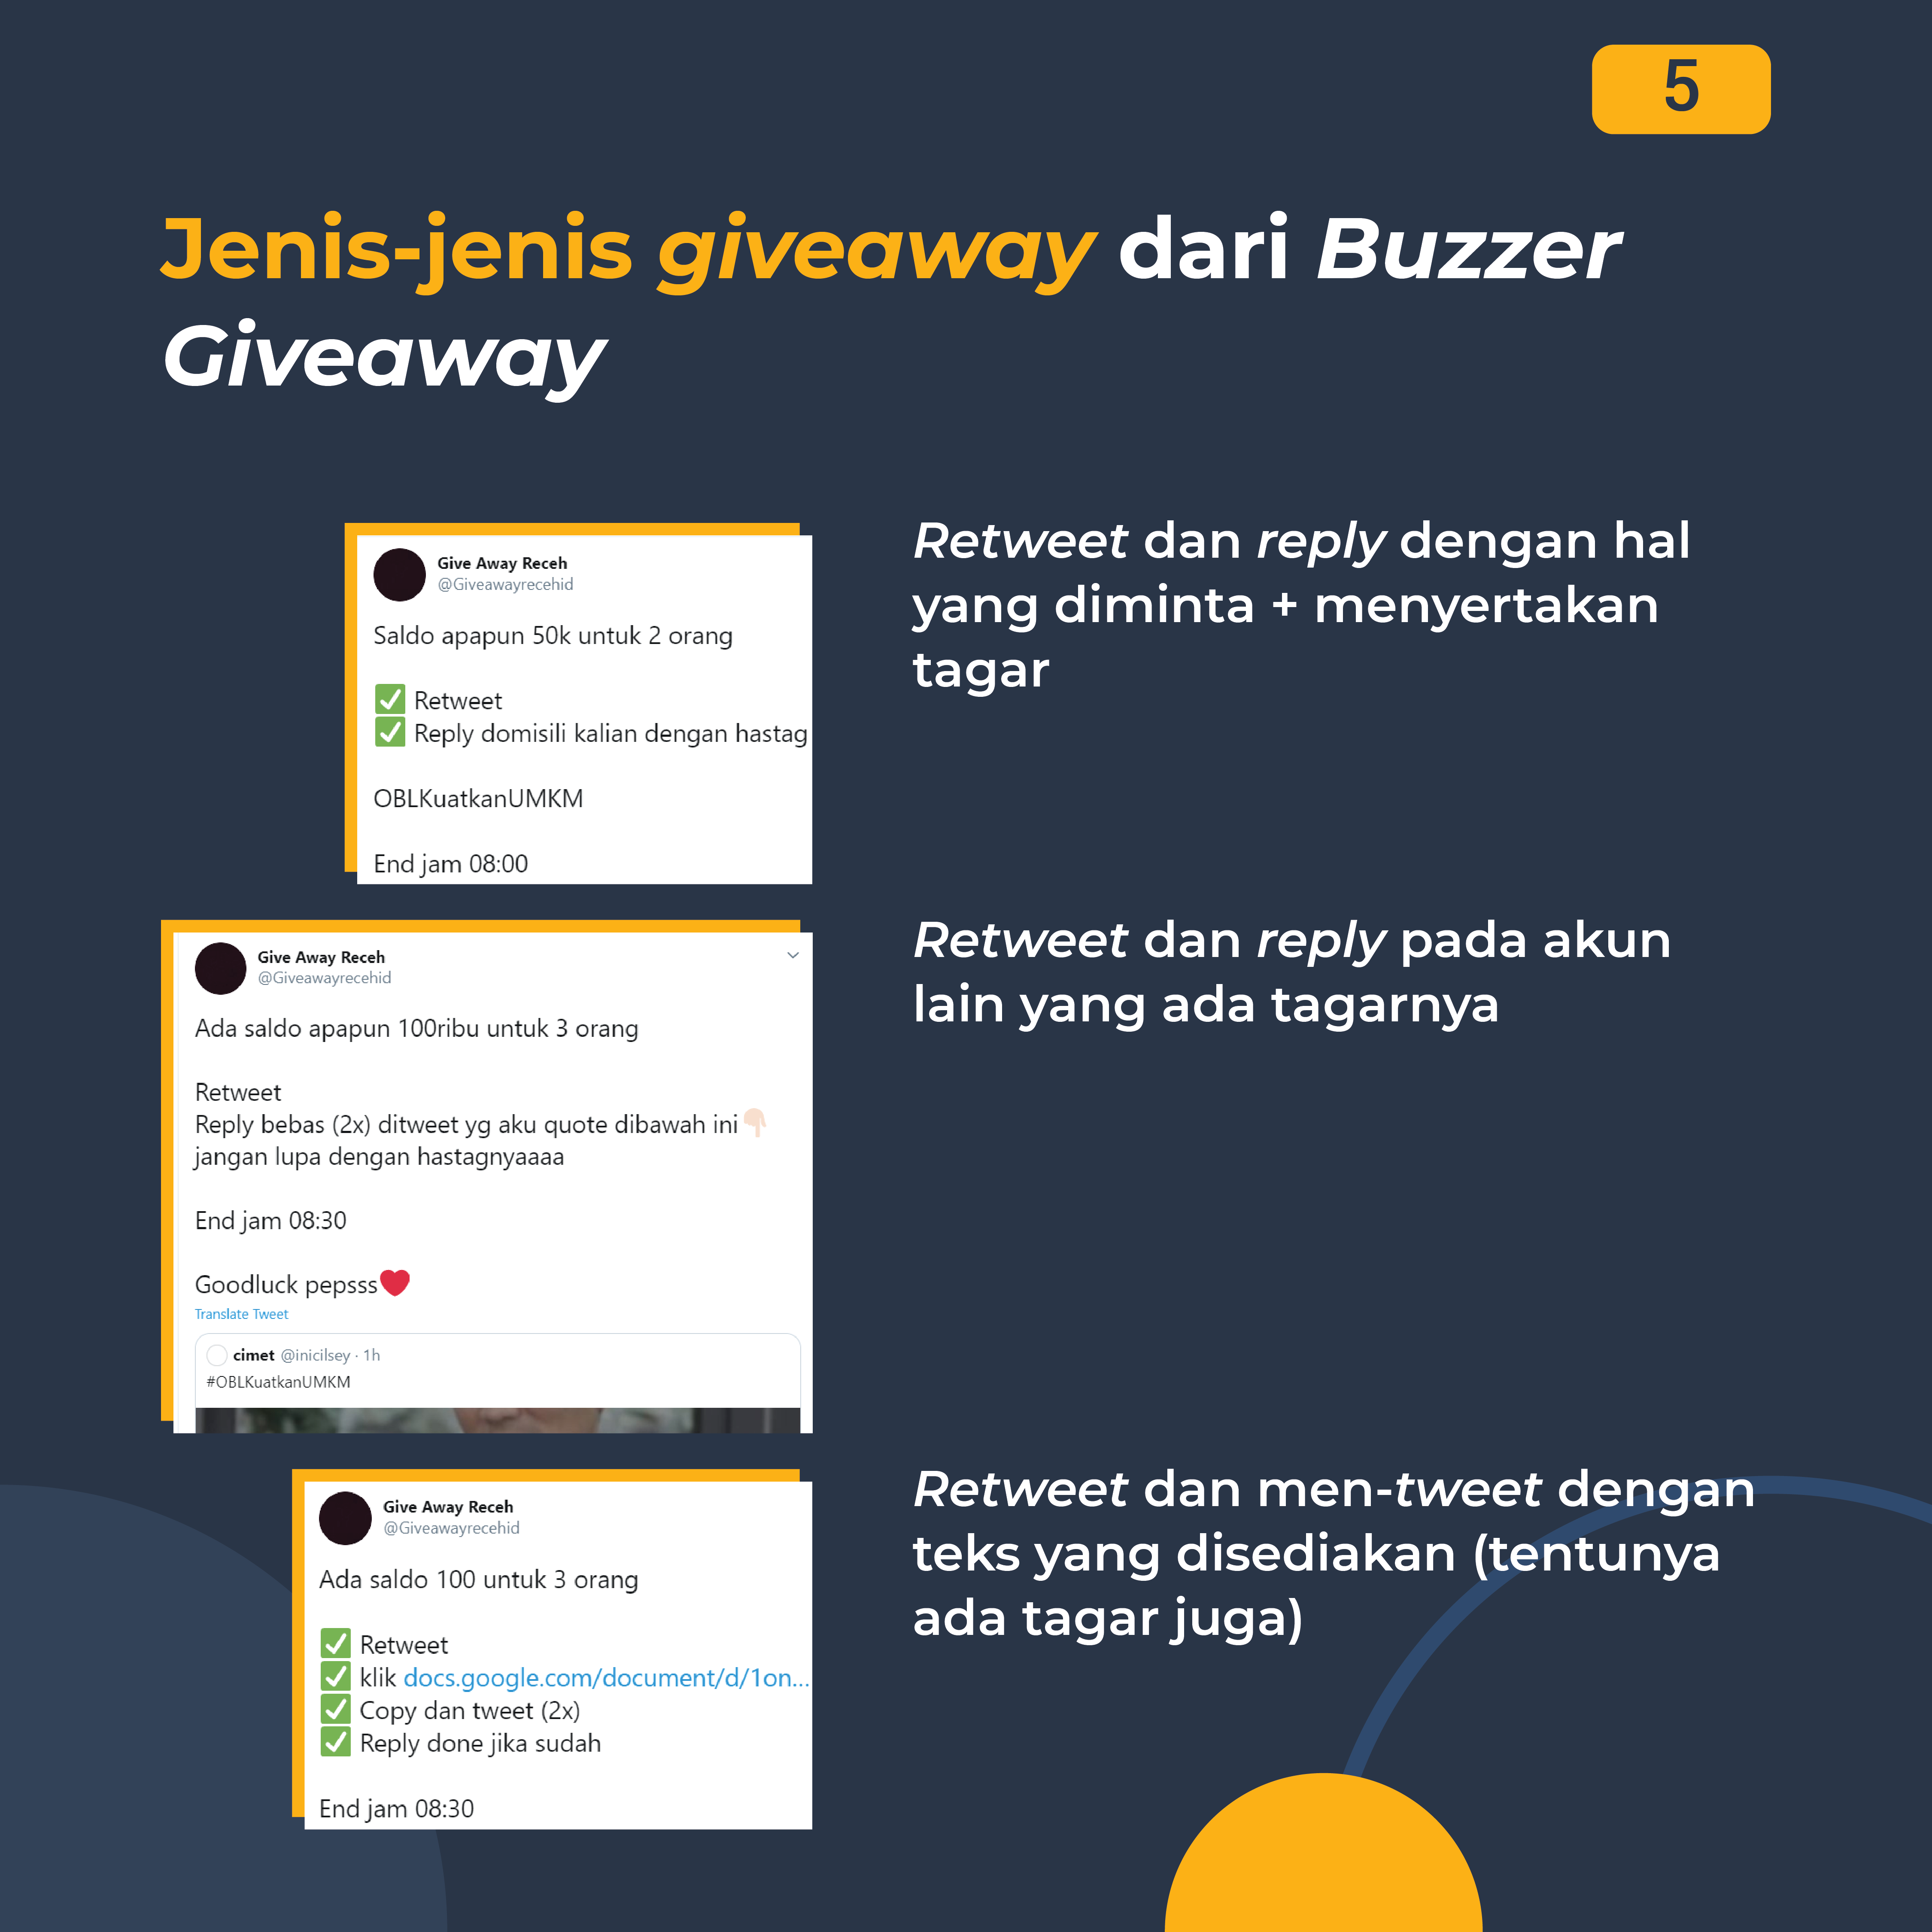 5
Jenis-jenis giveaway dari Buzzer
Giveaway
Give Away Receh
@Giveawayrecehid
Saldo apapun 50k untuk 2 orang
✅ Retweet
✅ Reply domisili kalian dengan hastag
OBLKuatkanUMKM
End jam 08:00
Retweet dan reply dengan hal
yang diminta + menyertakan
tagar
Give Away Receh
@Giveawayrecehid
Ada saldo apapun 100ribu untuk 3 orang
Retweet
Reply bebas (2x) ditweet yg aku quote dibawah ini👇🏻
jangan lupa dengan hastagnyaaaa
End jam 08:30
Goodluck pepsss❤️
Translate Tweet
cimet @inicilsey · 1h
#OBLKuatkanUMKM
Retweet dan reply pada akun
lain yang ada tagarnya
Give Away Receh
@Giveawayrecehid
Ada saldo 100 untuk 3 orang
✅ Retweet
✅ klik docs.google.com/document/d/1on...
✅ Copy dan tweet (2x)
✅ Reply done jika sudah
End jam 08:30
Retweet dan men-tweet dengan
teks yang disediakan (tentunya
ada tagar juga)